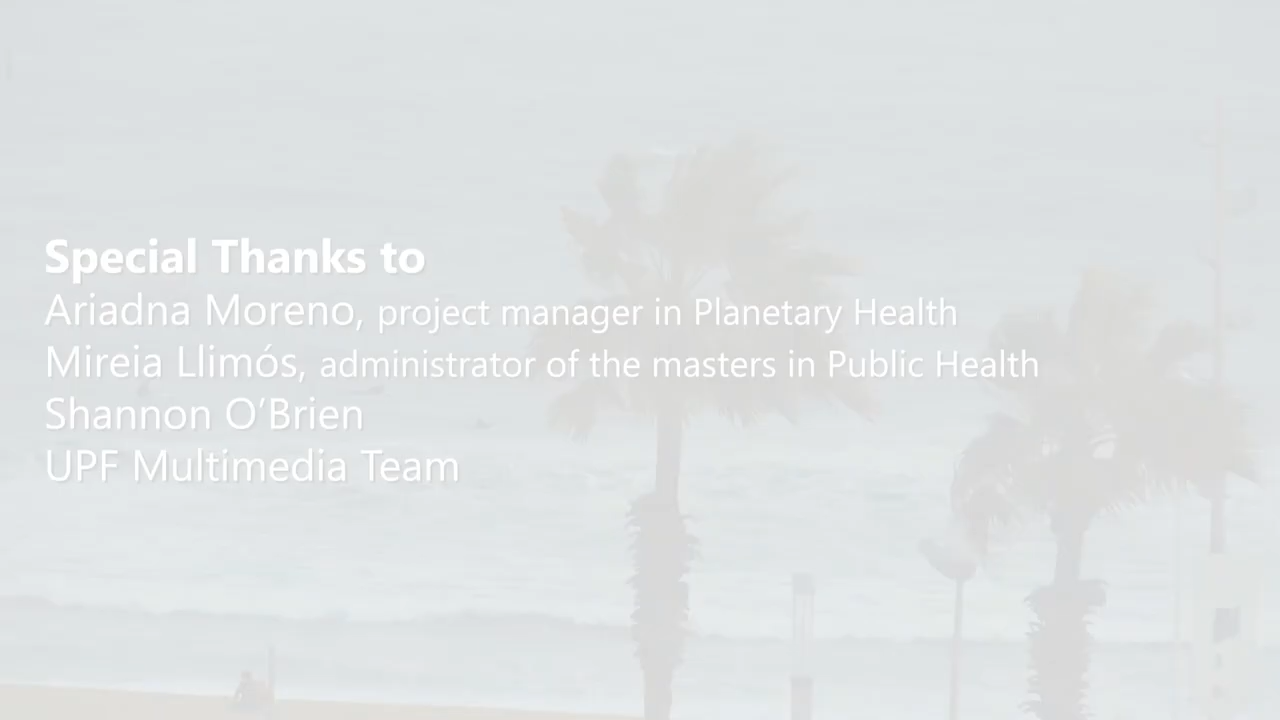 Special Thanks to
Ariadna Moreno, project manager in Planetary Health
Mireia Llimós, administrator of the masters in Public Health
Shannon O’Brien
UPF Multimedia Team